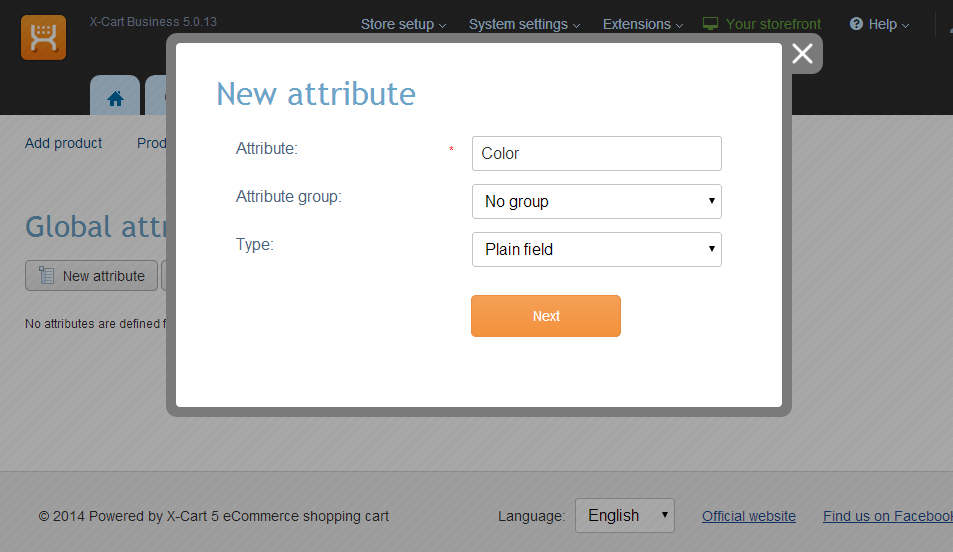 X-Cart Business 5.0.13
Store setup System settings Extensions Your storefront Help
Add product Prod
Global attr
New attribute
No attributes are defined f
New attribute
Attribute: * Color
Attribute group: No group
Type: Plain field
Next
© 2014 Powered by X-Cart 5 eCommerce shopping cart Language: English Official website Find us on Facebook